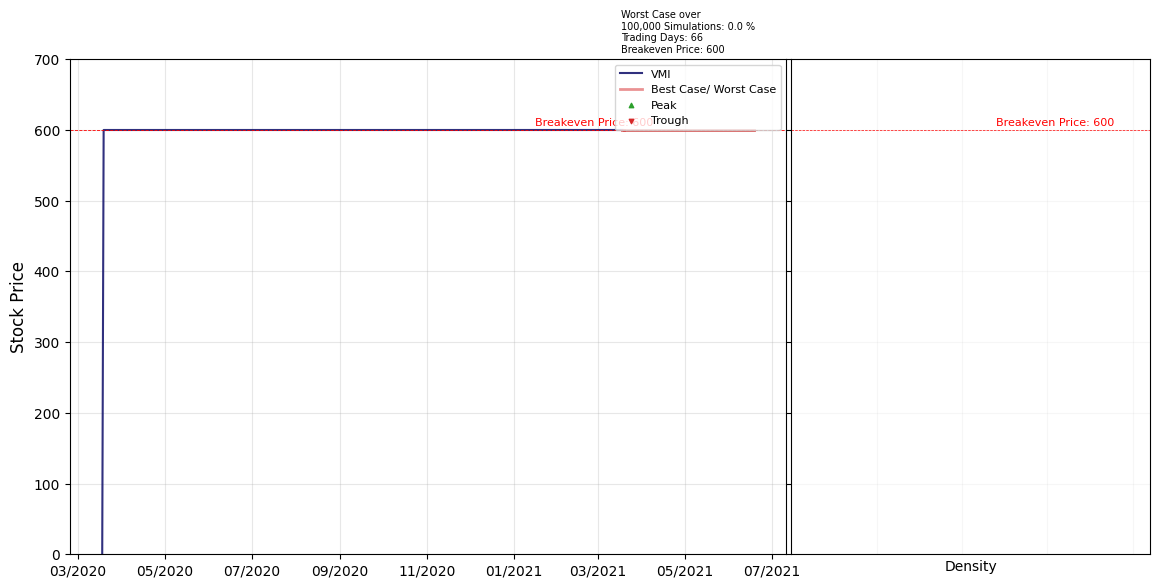 Worst Case over
100,000 Simulations: 0.0 %
Trading Days: 66
Breakeven Price: 600
VMI
Best Case/ Worst Case
Peak
Trough
Breakeven Price: 600
Breakeven Price: 600
Stock Price
700
600
500
400
300
200
100
0
03/2020
05/2020
07/2020
09/2020
11/2020
01/2021
03/2021
05/2021
07/2021
Density